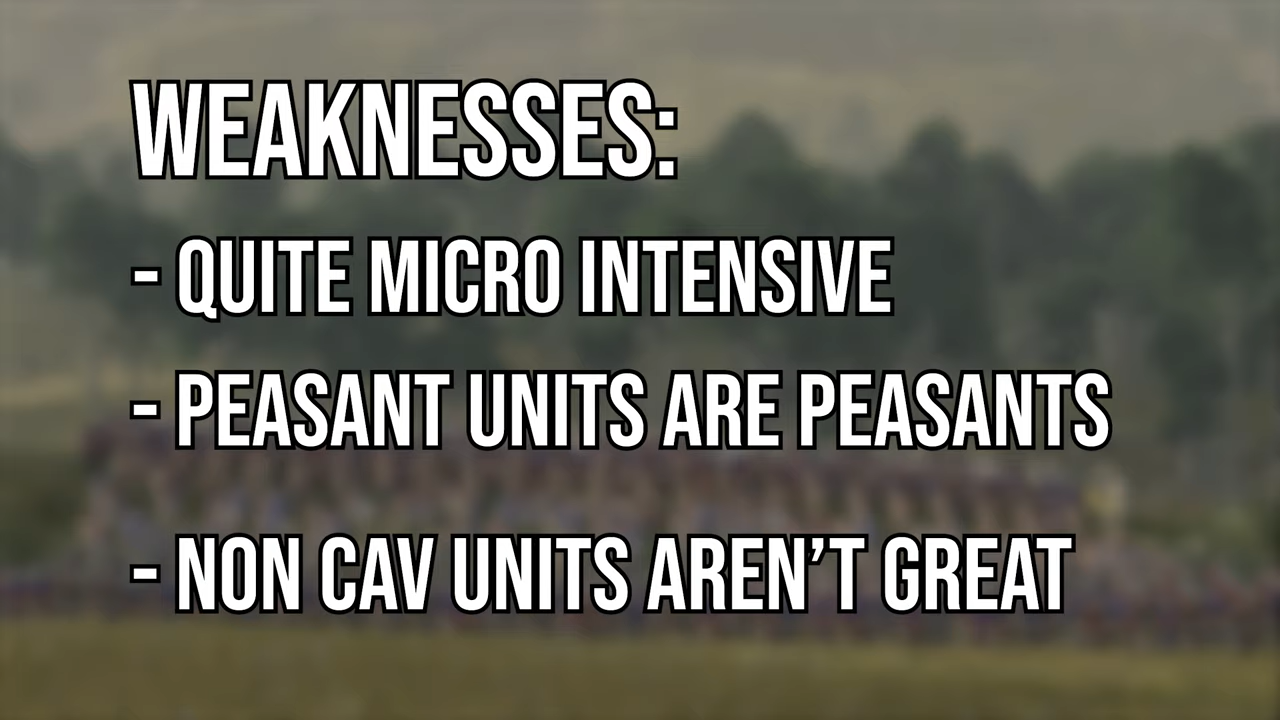 WEAKNESSES:
- QUITE MICRO INTENSIVE
- PEASANT UNITS ARE PEASANTS
- NON CAV UNITS AREN'T GREAT